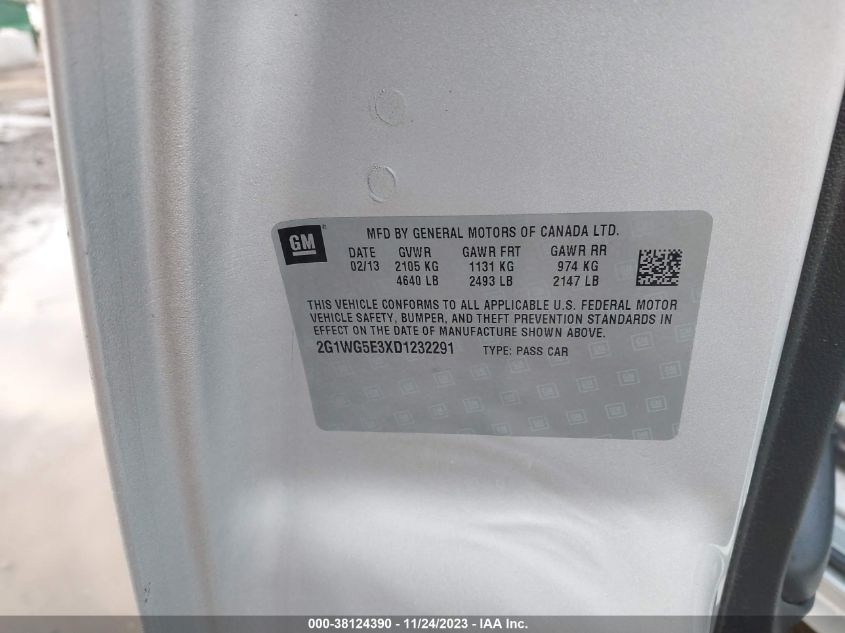 GM
MFD BY GENERAL MOTORS OF CANADA LTD.
DATE GVWR GAWR FRT GAWR RR
02/13 2105 KG 1131 KG 974 KG
4640 LB 2493 LB 2147 LB
THIS VEHICLE CONFORMS TO ALL APPLICABLE U.S. FEDERAL MOTOR
VEHICLE SAFETY, BUMPER, AND THEFT PREVENTION STANDARDS IN
EFFECT ON THE DATE OF MANUFACTURE SHOWN ABOVE.
2G1WG5E3XD1232291 TYPE: PASS CAR
000-38124390 - 11/24/2023 - IAA Inc.